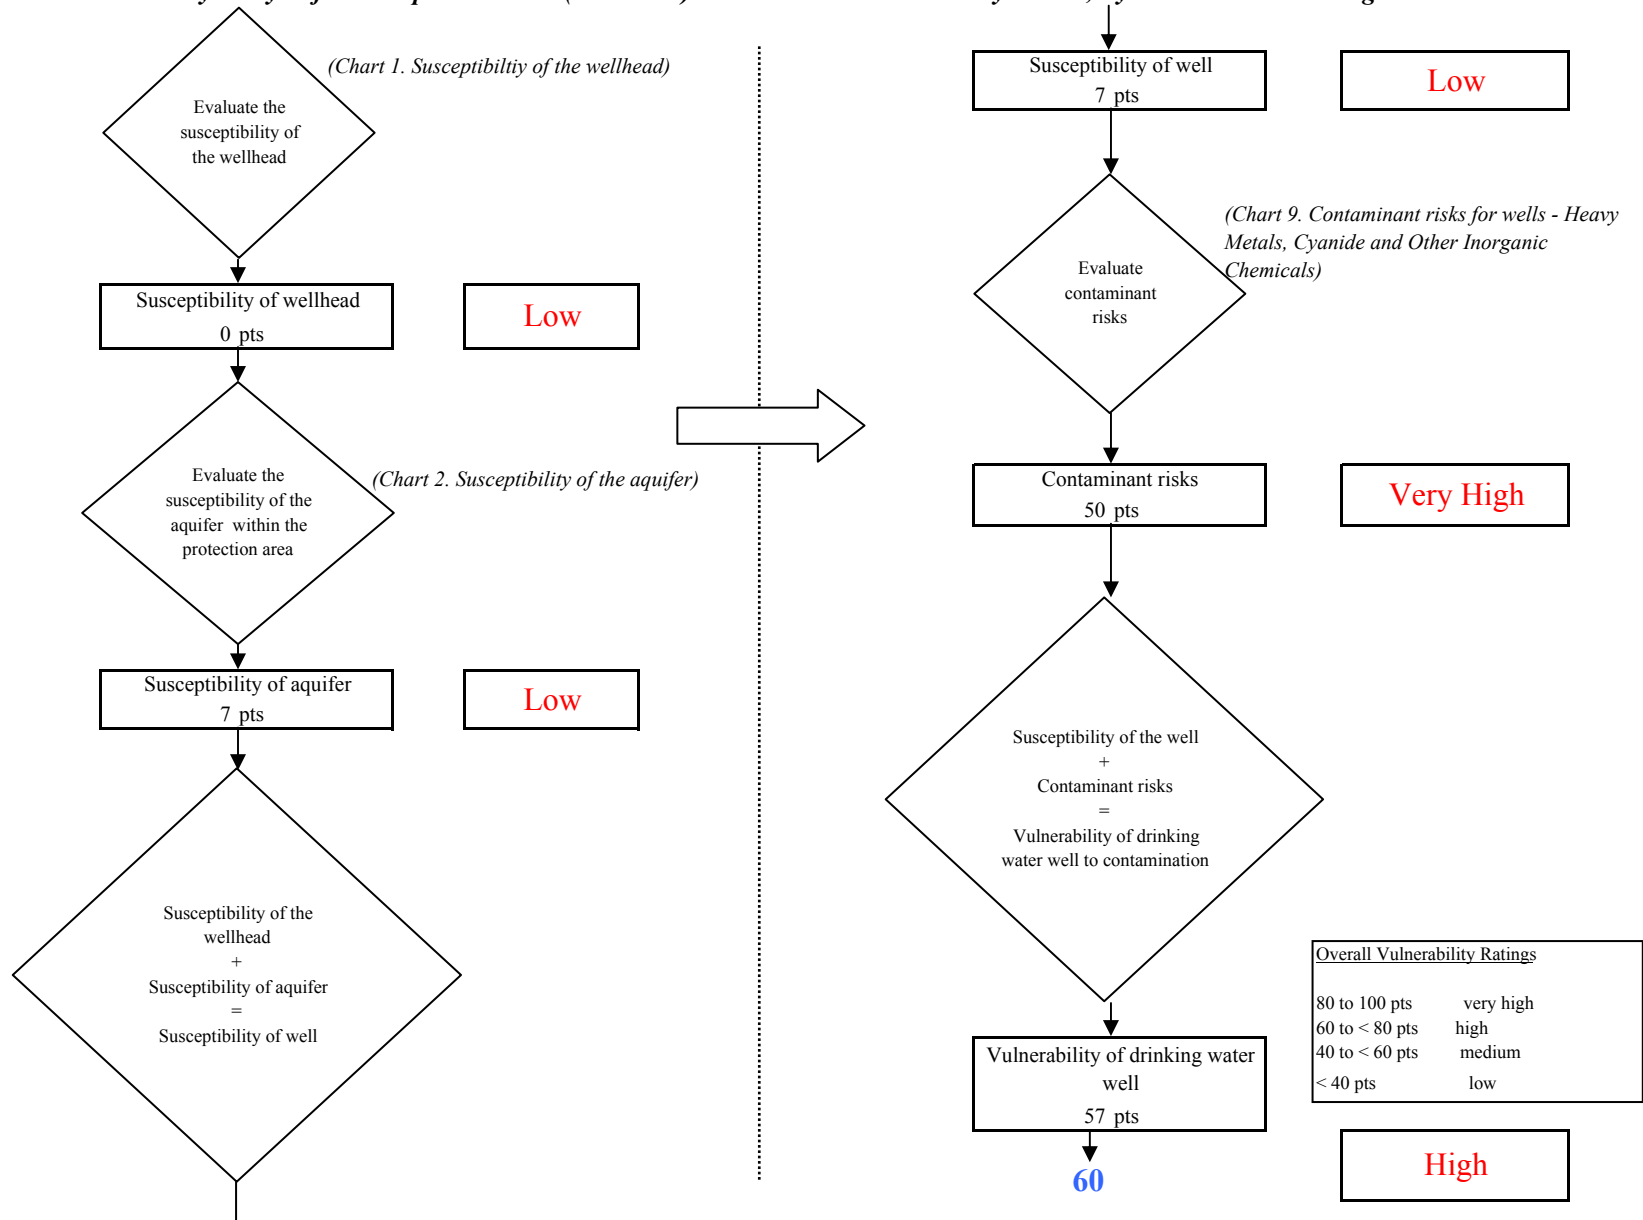 (Chart 1. Susceptibiltiy of the wellhead)
Evaluate the
susceptibility of
the wellhead
Susceptibility of wellhead
0 pts
Low
Evaluate the
susceptibility of the
aquifer within the
protection area
(Chart 2. Susceptibility of the aquifer)
Susceptibility of aquifer
7 pts
Low
Susceptibility of the
wellhead
+
Susceptibility of aquifer
=
Susceptibility of well
Susceptibility of well
7 pts
Low
(Chart 9. Contaminant risks for wells - Heavy
Metals, Cyanide and Other Inorganic
Chemicals)
Evaluate
contaminant
risks
Contaminant risks
50 pts
Very High
Susceptibility of the well
+
Contaminant risks
=
Vulnerability of drinking
water well to contamination
Overall Vulnerability Ratings
80 to 100 pts very high
60 to < 80 pts high
40 to < 60 pts medium
< 40 pts low
Vulnerability of drinking water
well
57 pts
60
High